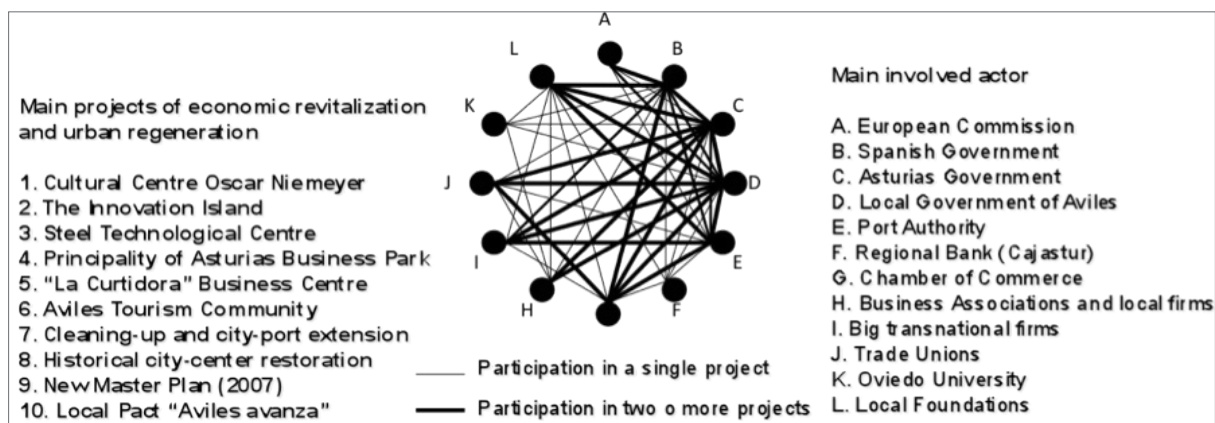 Main projects of economic revitalization
and urban regeneration
1. Cultural Centre Oscar Niemeyer
2. The Innovation Island
3. Steel Technological Centre
4. Principality of Asturias Business Park
5. "La Curtidora" Business Centre
6. Aviles Tourism Community
7. Cleaning-up and city-port extension
8. Historical city-center restoration
9. New Master Plan (2007)
10. Local Pact "Aviles avanza"
A
B
C
D
E
F
H
I
J
K
L
Participation in a single project
Participation in two o more projects
Main involved actor
A. European Commission
B. Spanish Government
C. Asturias Government
D. Local Government of Aviles
E. Port Authority
F. Regional Bank (Cajastur)
G. Chamber of Commerce
H. Business Associations and local firms
I. Big transnational firms
J. Trade Unions
K. Oviedo University
L. Local Foundations